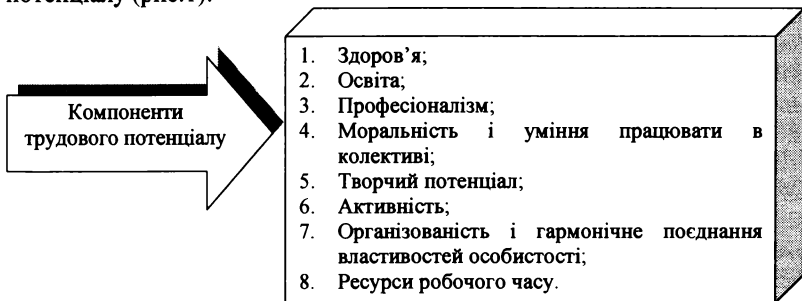 потенціалу (рис.1).
Компоненти
трудового потенціалу
1. Здоров’я;
2. Освіта;
3. Професіоналізм;
4. Моральність і уміння працювати в
колективі;
5. Творчий потенціал;
6. Активність;
7. Організованість і гармонічне поєднання
властивостей особистості;
8. Ресурси робочого часу.